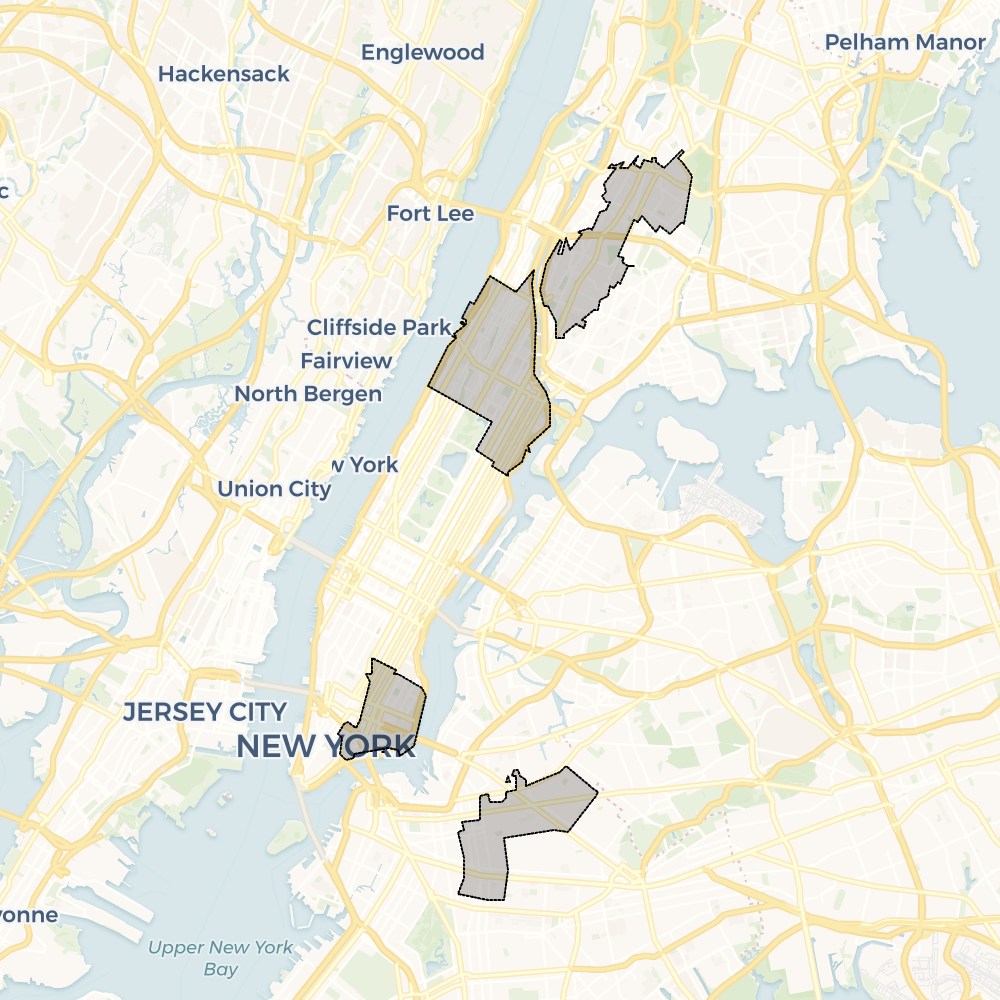 Pelham Manor
Englewood
Hackensack
Fort Lee
Cliffside Park
Fairview
North Bergen
York
Union City
JERSEY CITY
NEW YORK
Upper New York
Bay